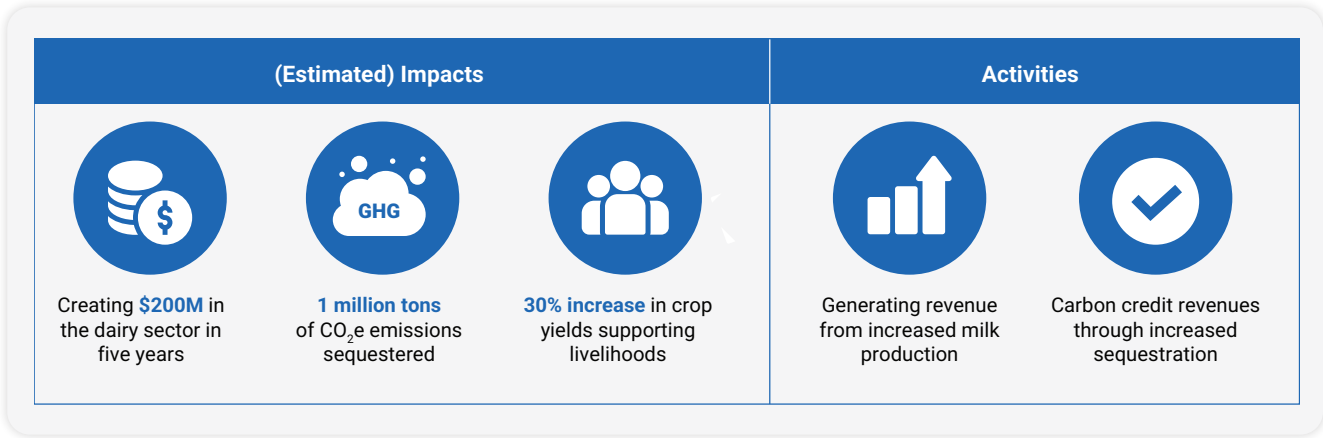 (Estimated) Impacts
Activities
$
GHG
Creating $200M in
the dairy sector in
five years
1 million tons
of CO₂e emissions
sequestered
30% increase in crop
yields supporting
livelihoods
Generating revenue
from increased milk
production
Carbon credit revenues
through increased
sequestration